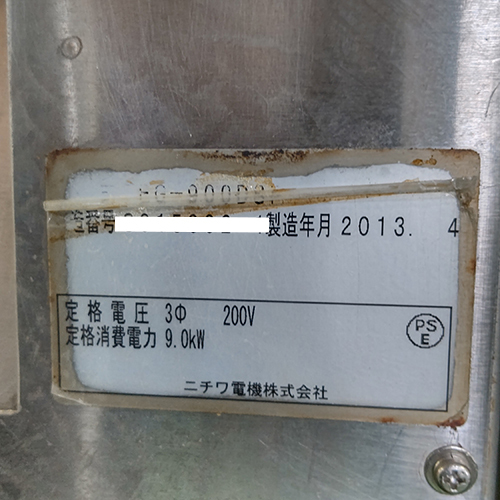 製造年月 2013. 4
定格電圧 3Φ 200V
定格消費電力 9.0kW
PS
E
ニチワ電機株式会社